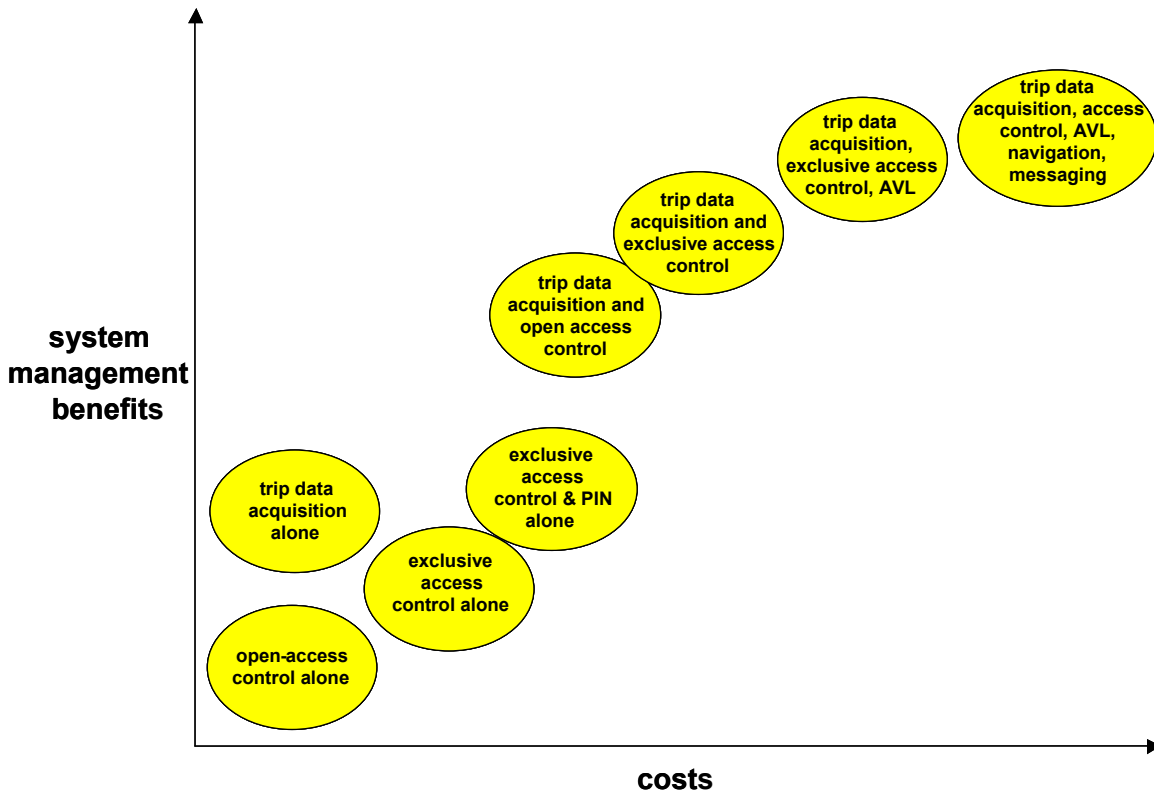 trip data
acquisition, access
control, AVL,
navigation,
messaging
trip data
acquisition,
exclusive access
control, AVL
trip data
acquisition and
exclusive access
control
trip data
acquisition and
open access
control
system
management
benefits
exclusive
access
control & PIN
alone
trip data
acquisition
alone
exclusive
access
control alone
open-access
control alone
costs